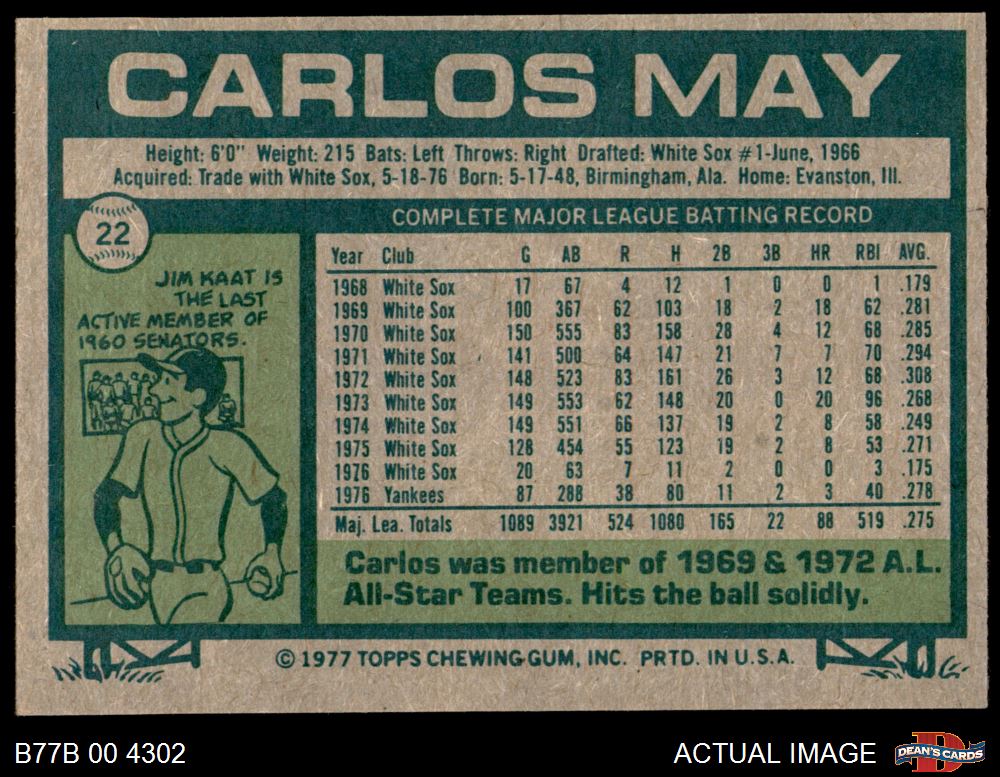 CARLOS MAY
Height: 6'0" Weight: 215 Bats: Left Throws: Right Drafted: White Sox #1-June, 1966
Acquired: Trade with White Sox, 5-18-76 Born: 5-17-48, Birmingham, Ala. Home: Evanston, Ill.
22
JIM KAAT IS
THE LAST
ACTIVE MEMBER OF
1960 SENATORS.
COMPLETE MAJOR LEAGUE BATTING RECORD
Year Club G AB R H 2B 3B HR RBI AVG.
1968 White Sox 17 67 4 12 1 0 0 1 .179
1969 White Sox 100 367 62 103 18 2 18 62 .281
1970 White Sox 150 555 83 158 28 4 12 68 .285
1971 White Sox 141 500 64 147 21 7 7 70 .294
1972 White Sox 148 523 83 161 26 3 12 68 .308
1973 White Sox 149 553 62 148 20 0 20 96 .268
1974 White Sox 149 551 66 137 19 2 8 58 .249
1975 White Sox 128 454 55 123 19 2 8 53 .271
1976 White Sox 20 63 7 11 2 0 0 3 .175
1976 Yankees 87 288 38 80 11 2 3 40 .278
Maj. Lea. Totals 1089 3921 524 1080 165 22 88 519 .275
Carlos was member of 1969 & 1972 A.L.
All-Star Teams. Hits the ball solidly.
© 1977 TOPPS CHEWING GUM, INC. PRTD. IN U.S.A.
B77B 00 4302
ACTUAL IMAGE
D
DEAN'S CARDS